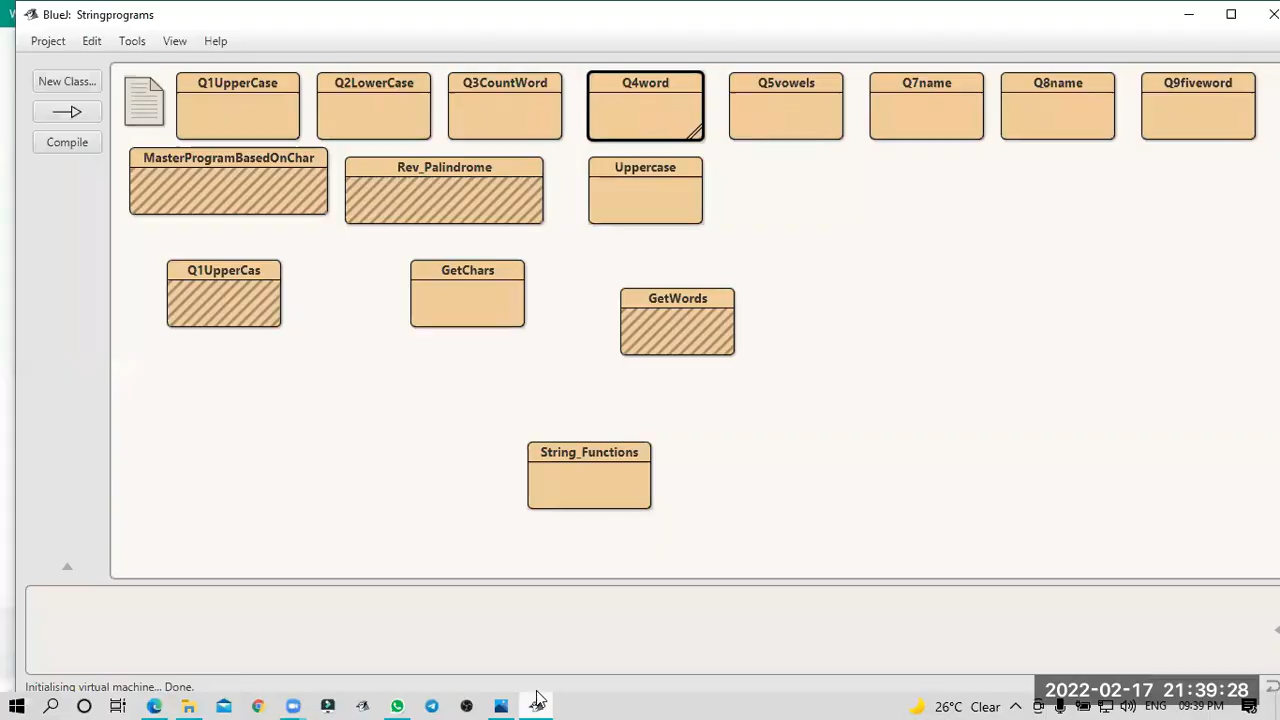 BlueJ: Stringprograms
Project Edit Tools View Help
New Class...
Compile
Q1UpperCase Q2LowerCase Q3CountWord Q4word Q5vowels Q7name Q8name Q9fiveword
MasterProgramBasedOnChar Rev_Palindrome Uppercase
Q1UpperCas GetChars GetWords
String_Functions
Initialising virtual machine... Done.
2022-02-17 21:39:28
26°C Clear ENG 09:39 PM